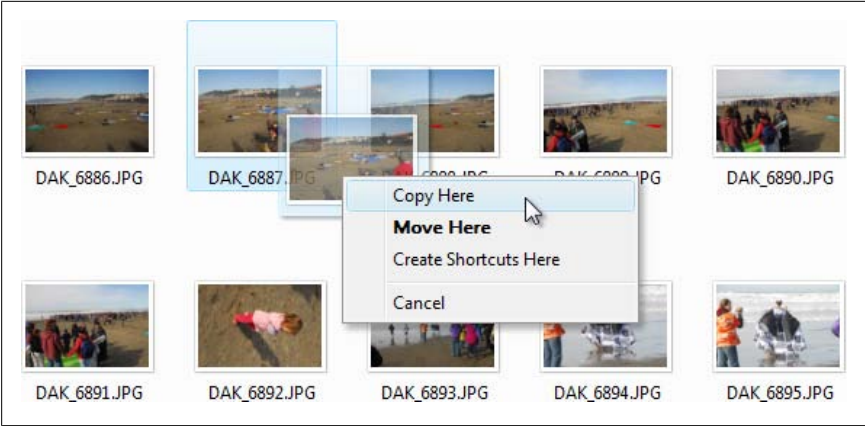 DAK_6886.JPG
DAK_6887.JPG
DAK_6890.JPG
Copy Here
Move Here
Create Shortcuts Here
Cancel
DAK_6891.JPG
DAK_6892.JPG
DAK_6893.JPG
DAK_6894.JPG
DAK_6895.JPG